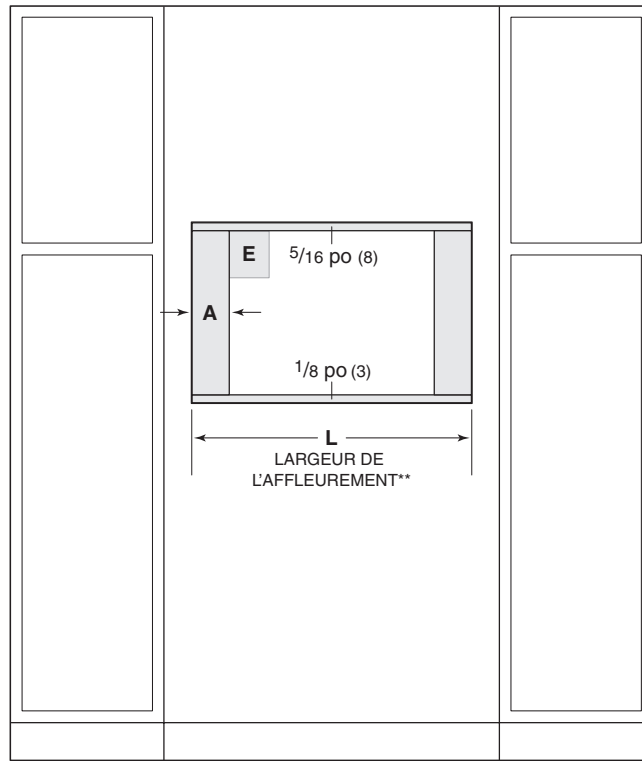 E
5/16 po (8)
A
1/8 po (3)
L
LARGEUR DE
L'AFFLEUREMENT**